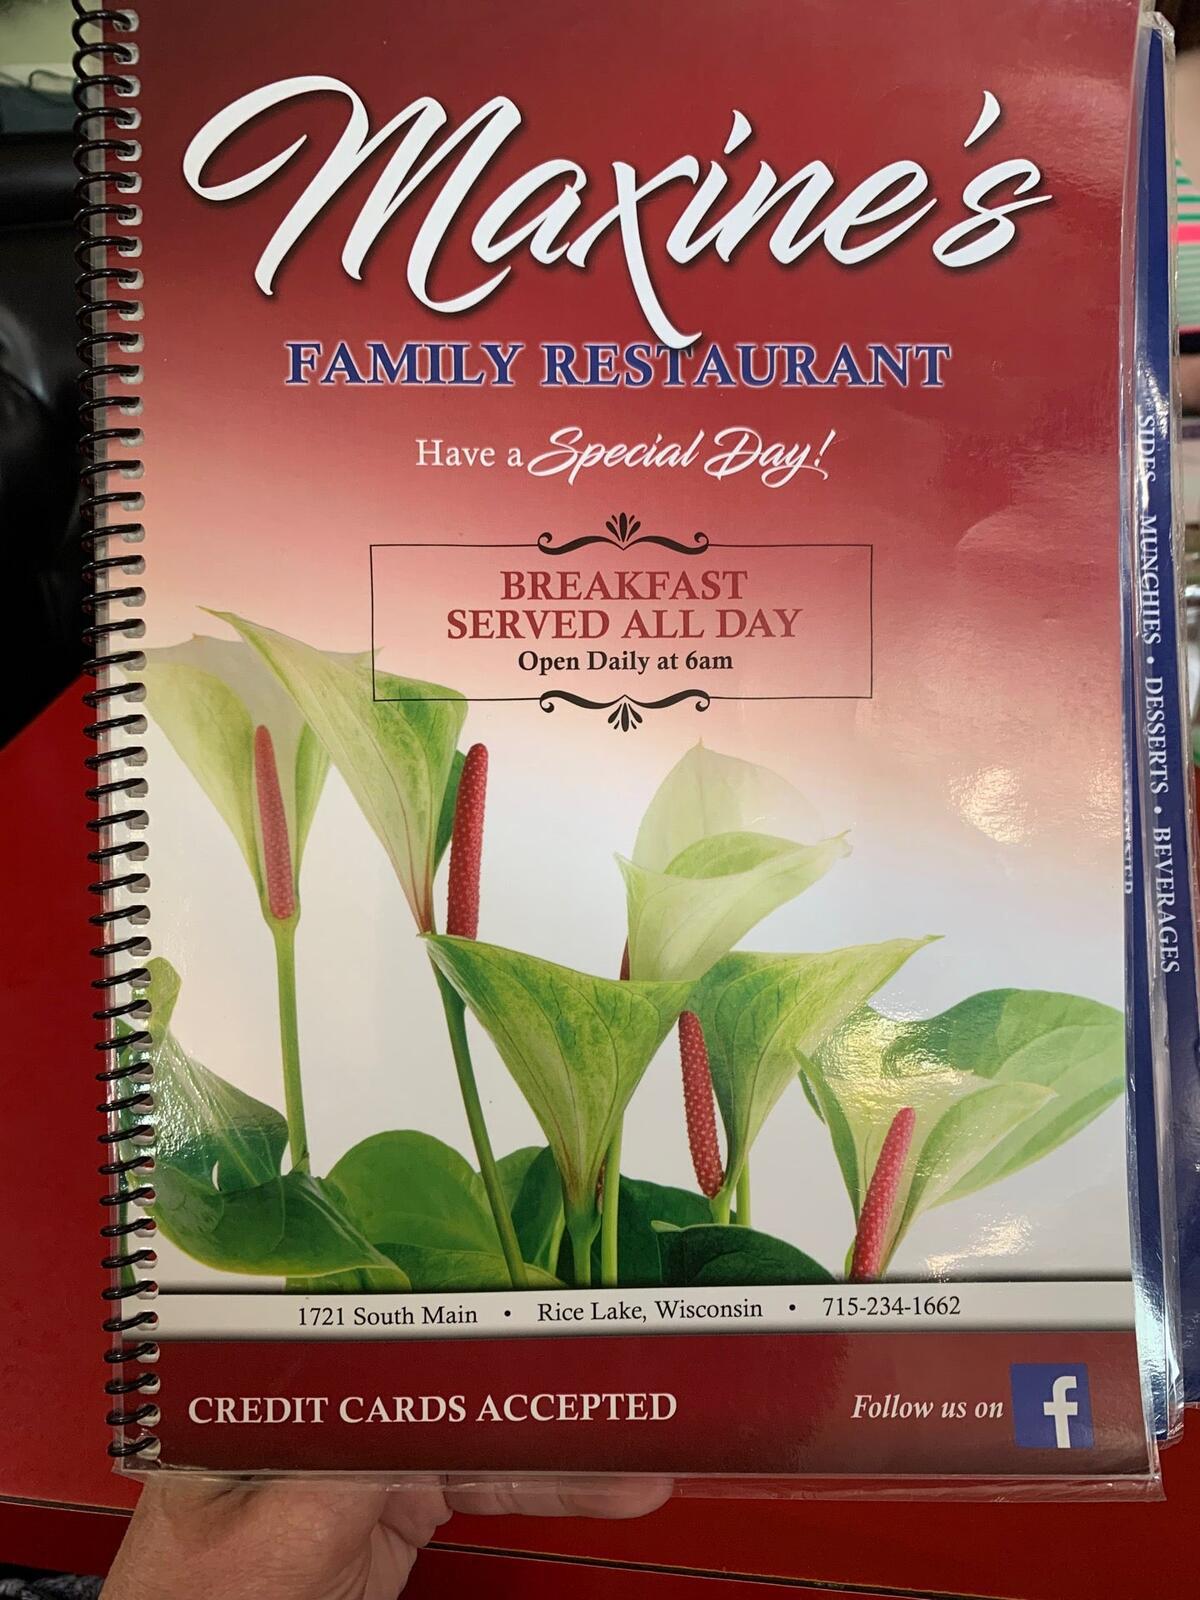 Maxine's
FAMILY RESTAURANT
Have a Special Day!
BREAKFAST
SERVED ALL DAY
Open Daily at 6am
1721 South Main • Rice Lake, Wisconsin • 715-234-1662
CREDIT CARDS ACCEPTED
Follow us on f
SIDES • MUNCHIES • DESSERTS • BEVERAGES